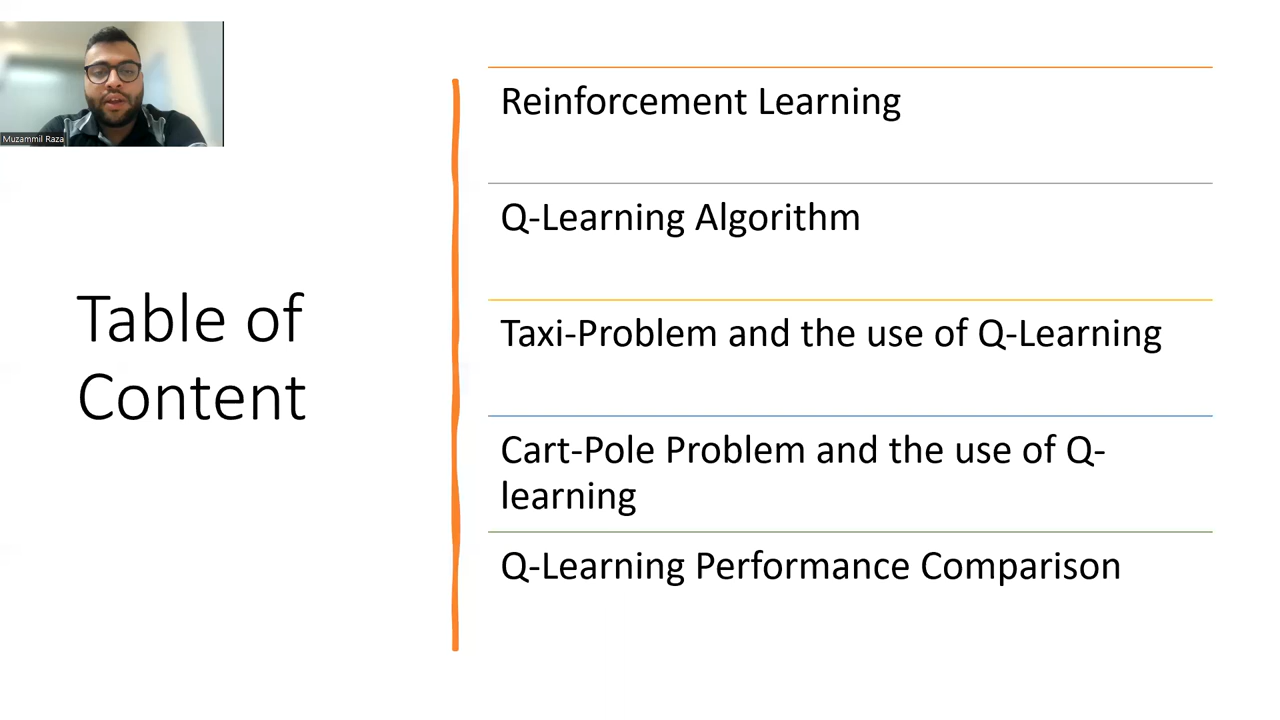 Muzammil Raza
Table of
Content
Reinforcement Learning
Q-Learning Algorithm
Taxi-Problem and the use of Q-Learning
Cart-Pole Problem and the use of Q-
learning
Q-Learning Performance Comparison